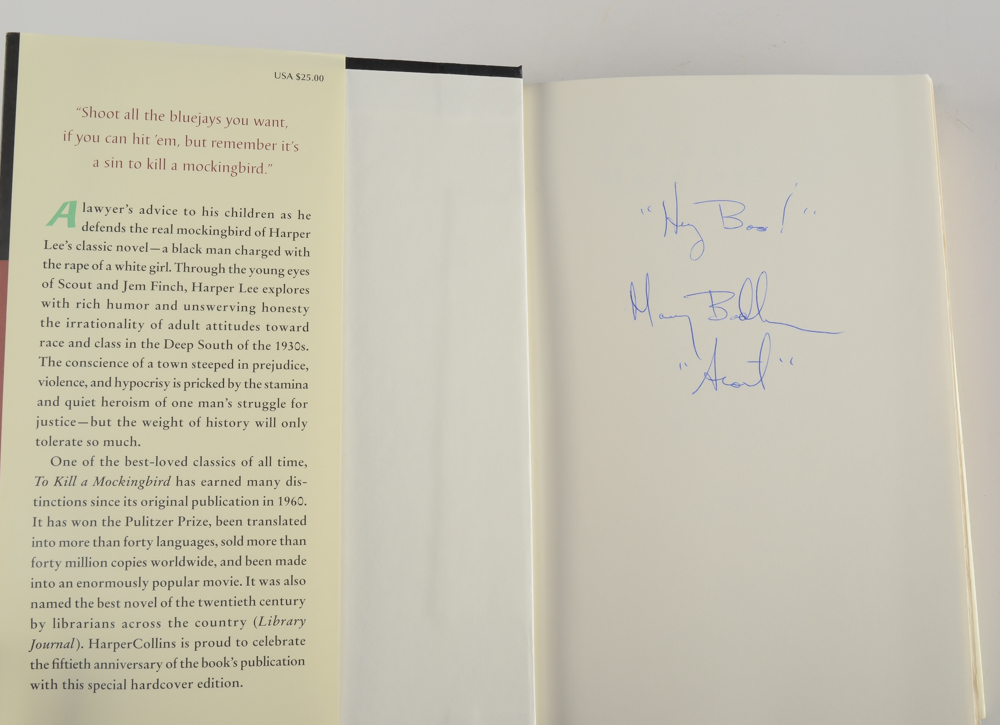 USA $25.00
“Shoot all the bluejays you want,
if you can hit ’em, but remember it’s
a sin to kill a mockingbird.”
A lawyer’s advice to his children as he
defends the real mockingbird of Harper
Lee’s classic novel—a black man charged with
the rape of a white girl. Through the young eyes
of Scout and Jem Finch, Harper Lee explores
with rich humor and unswerving honesty
the irrationality of adult attitudes toward
race and class in the Deep South of the 1930s.
The conscience of a town steeped in prejudice,
violence, and hypocrisy is pricked by the stamina
and quiet heroism of one man’s struggle for
justice—but the weight of history will only
tolerate so much.
One of the best-loved classics of all time,
To Kill a Mockingbird has earned many dis-
tinctions since its original publication in 1960.
It has won the Pulitzer Prize, been translated
into more than forty languages, sold more than
forty million copies worldwide, and been made
into an enormously popular movie. It was also
named the best novel of the twentieth century
by librarians across the country (Library
Journal). HarperCollins is proud to celebrate
the fiftieth anniversary of the book’s publication
with this special hardcover edition.
"Hey Boo!"
Mary Badham
"Scout"